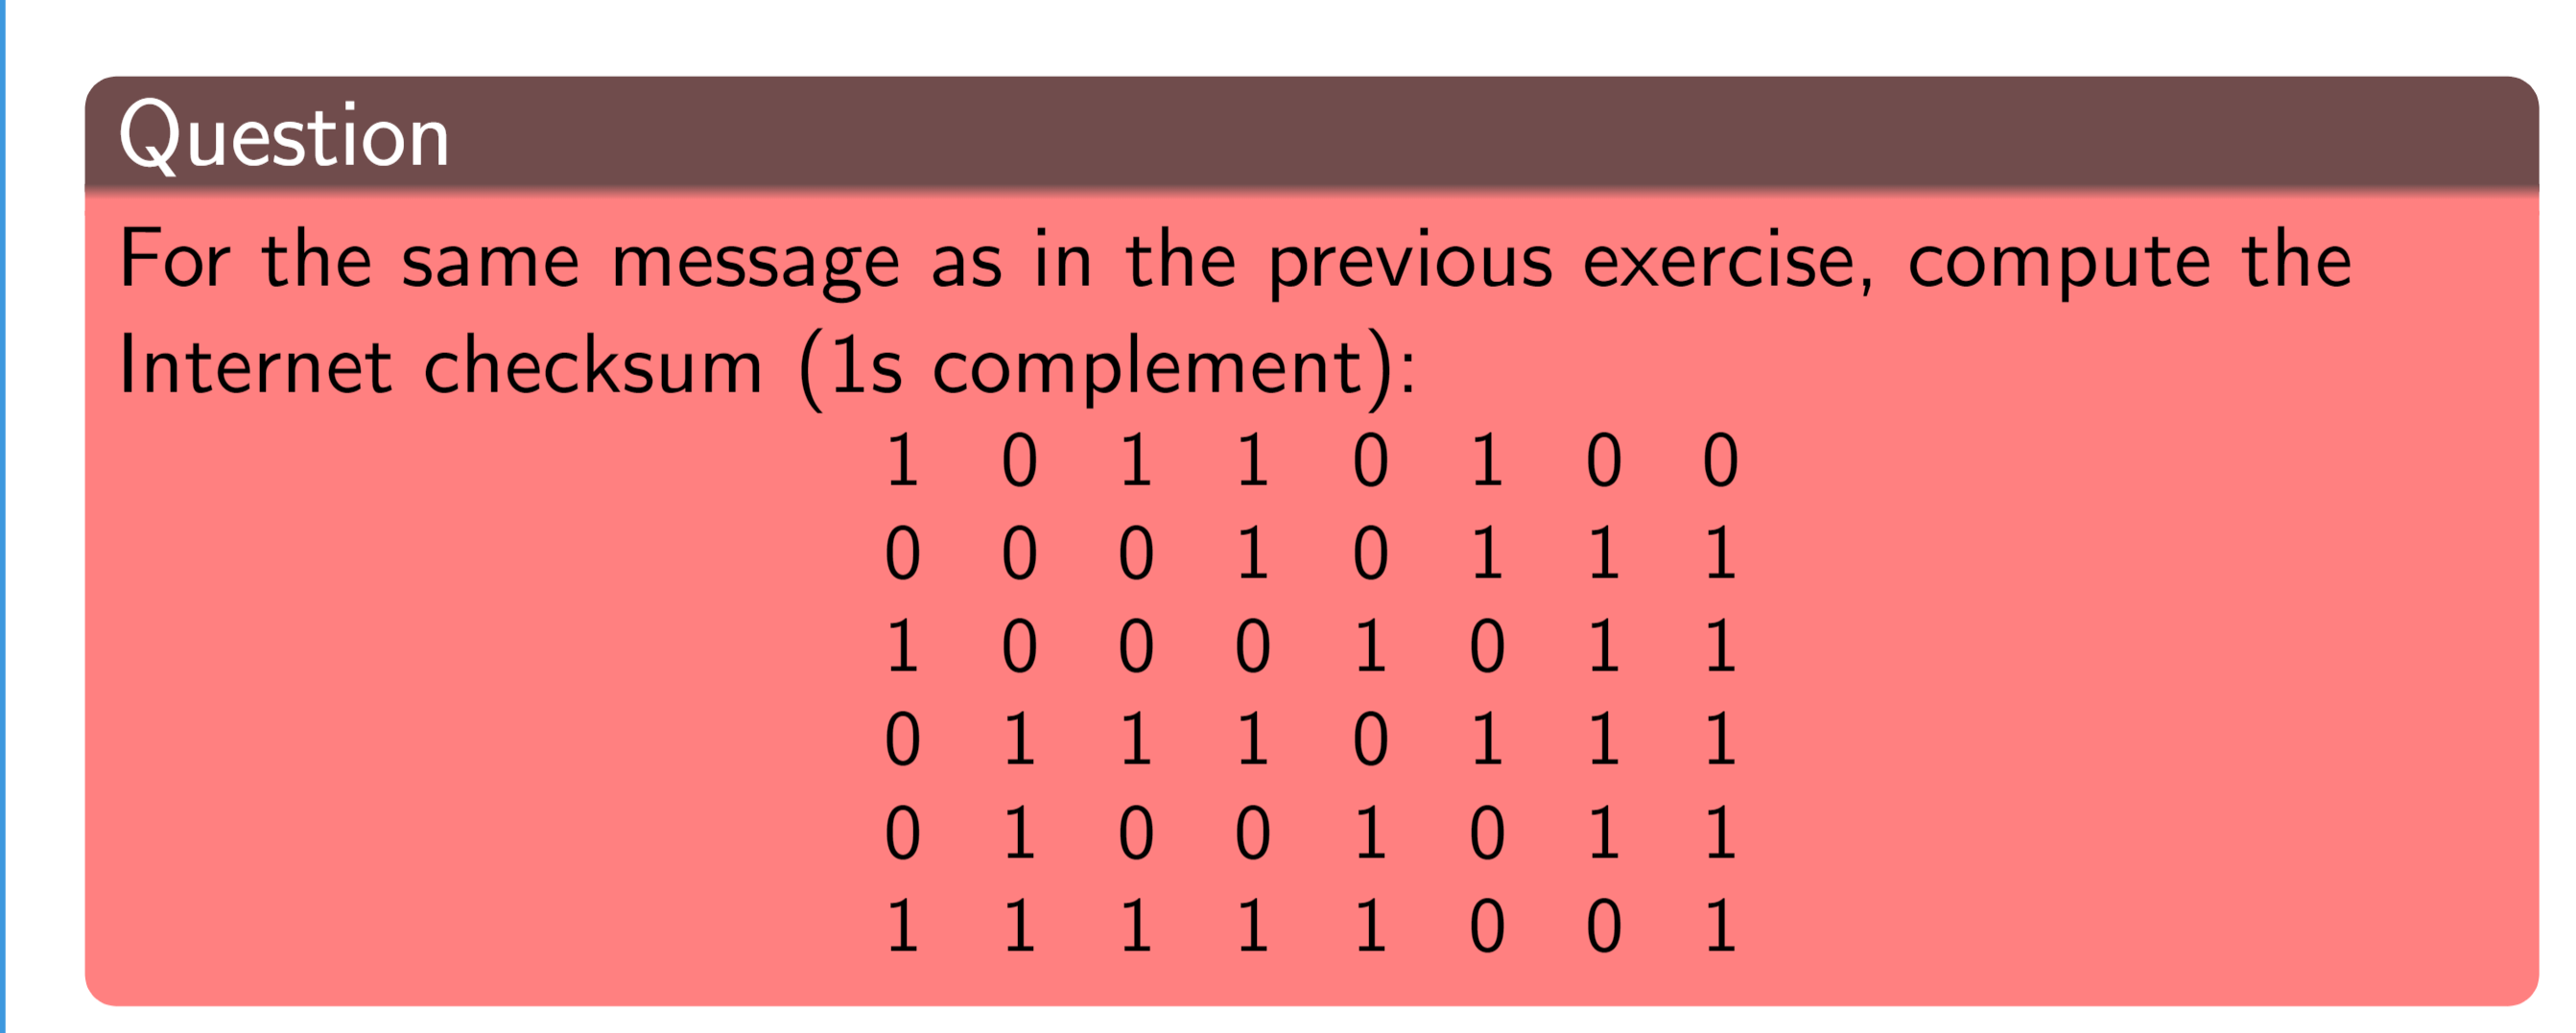 Question
For the same message as in the previous exercise, compute the
Internet checksum (1s complement):
1 0 1 1 0 1 0 0
0 0 0 1 0 1 1 1
1 0 0 0 1 0 1 1
0 1 1 1 0 1 1 1
0 1 0 0 1 0 1 1
1 1 1 1 1 0 0 1